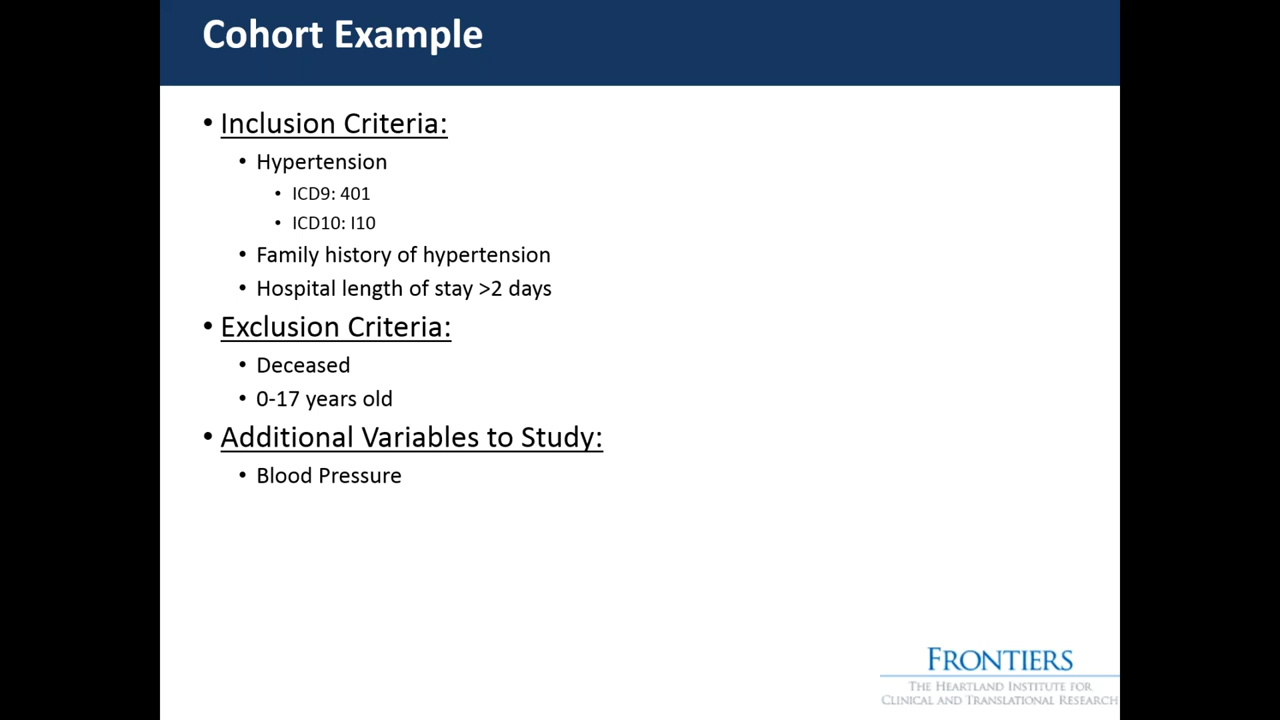 Cohort Example
• Inclusion Criteria:
• Hypertension
• ICD9: 401
• ICD10: I10
• Family history of hypertension
• Hospital length of stay >2 days
• Exclusion Criteria:
• Deceased
• 0-17 years old
• Additional Variables to Study:
• Blood Pressure
FRONTIERS
THE HEARTLAND INSTITUTE FOR
CLINICAL AND TRANSLATIONAL RESEARCH